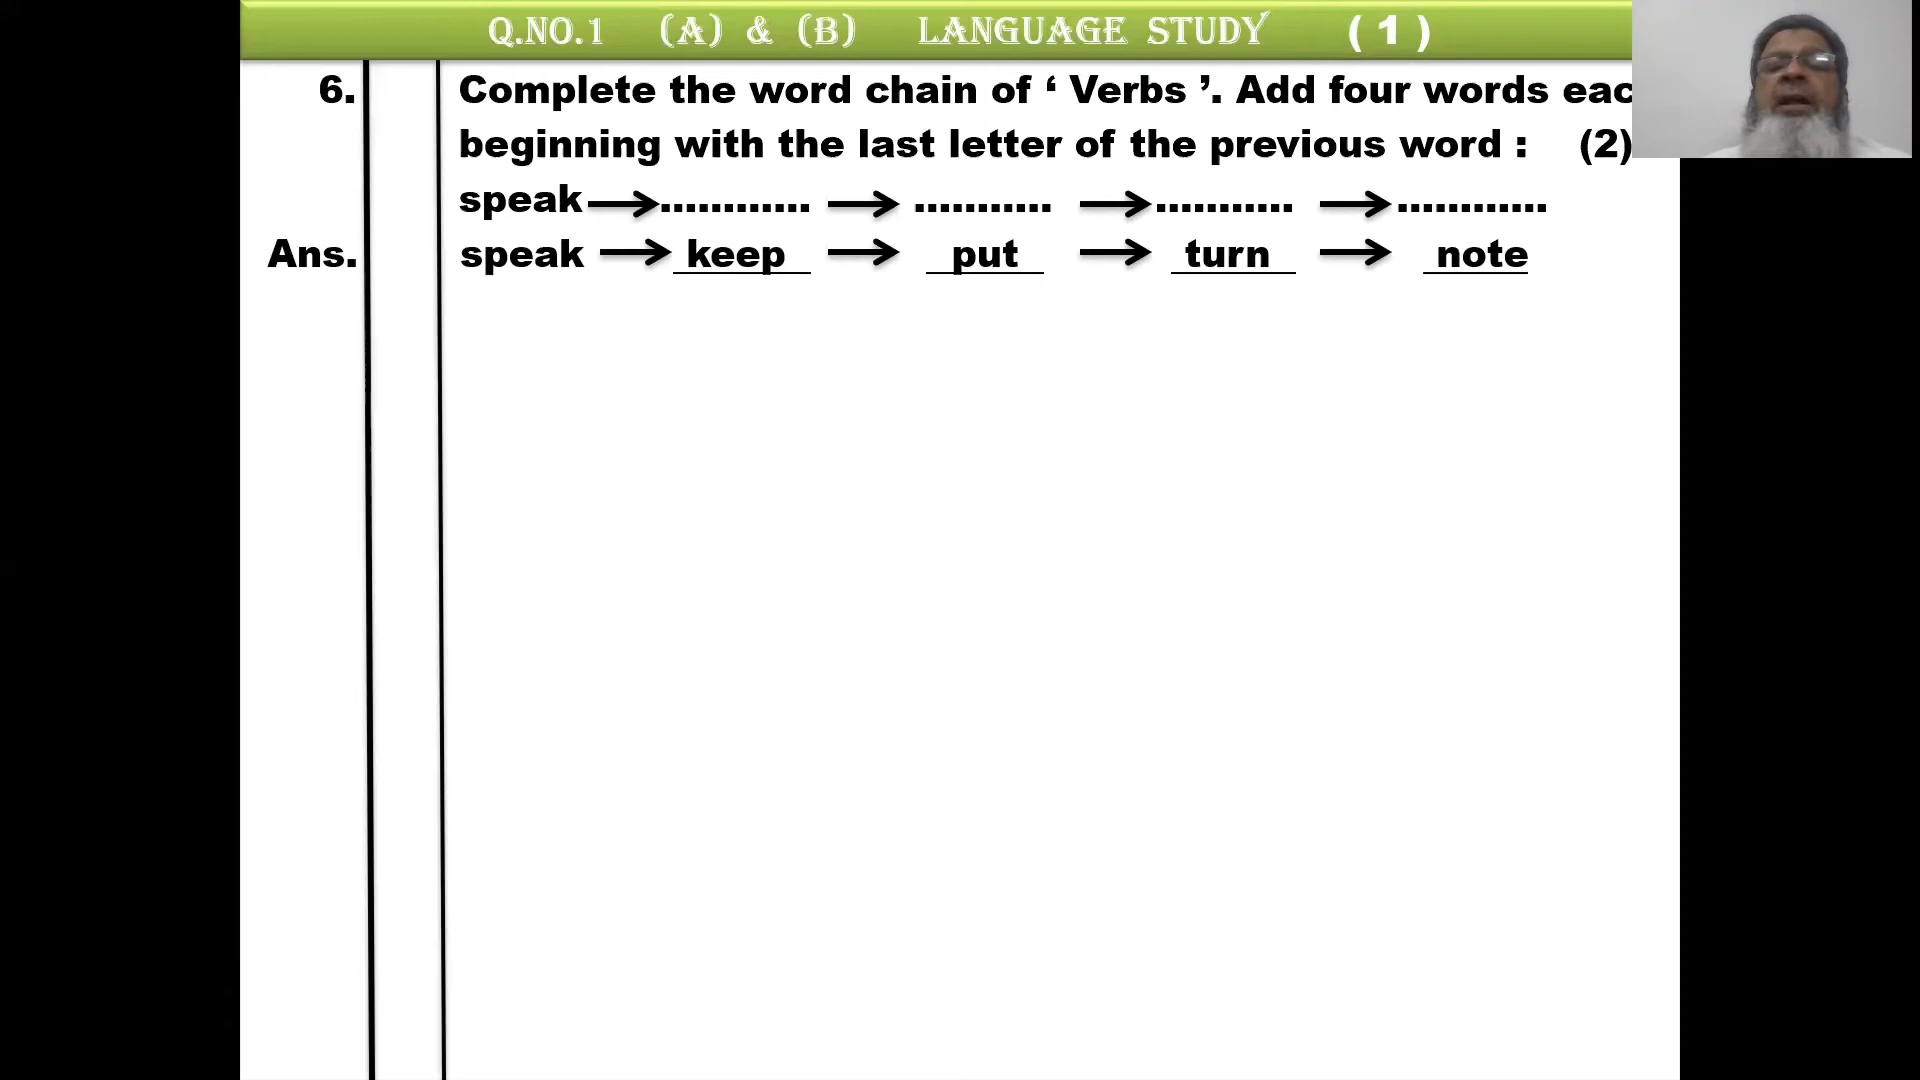 Q.NO.1 (A) & (B) LANGUAGE STUDY ( 1 )
6. Complete the word chain of ‘ Verbs ’. Add four words eac
beginning with the last letter of the previous word : (2)
speak → ............ → ........... → ........... → ............
Ans. speak → keep → put → turn → note